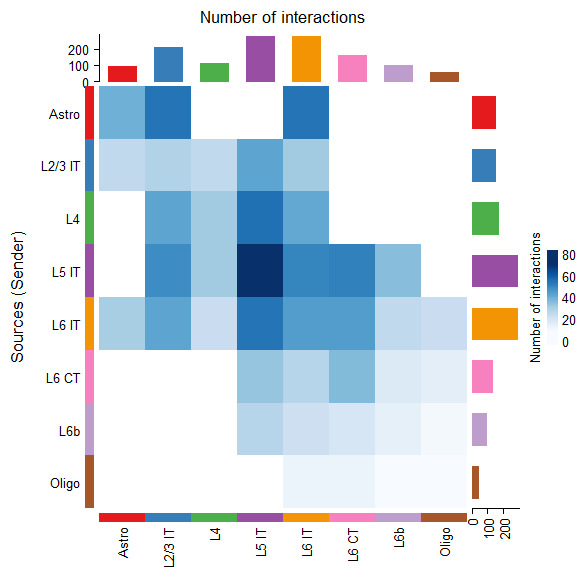 Number of interactions
200
100
0
Astro
L2/3 IT
L4
L5 IT
L6 IT
L6 CT
L6b
Oligo
Sources (Sender)
Astro
L2/3 IT
L4
L5 IT
L6 IT
L6 CT
L6b
Oligo
0
100
200
Number of interactions
80
60
40
20
0